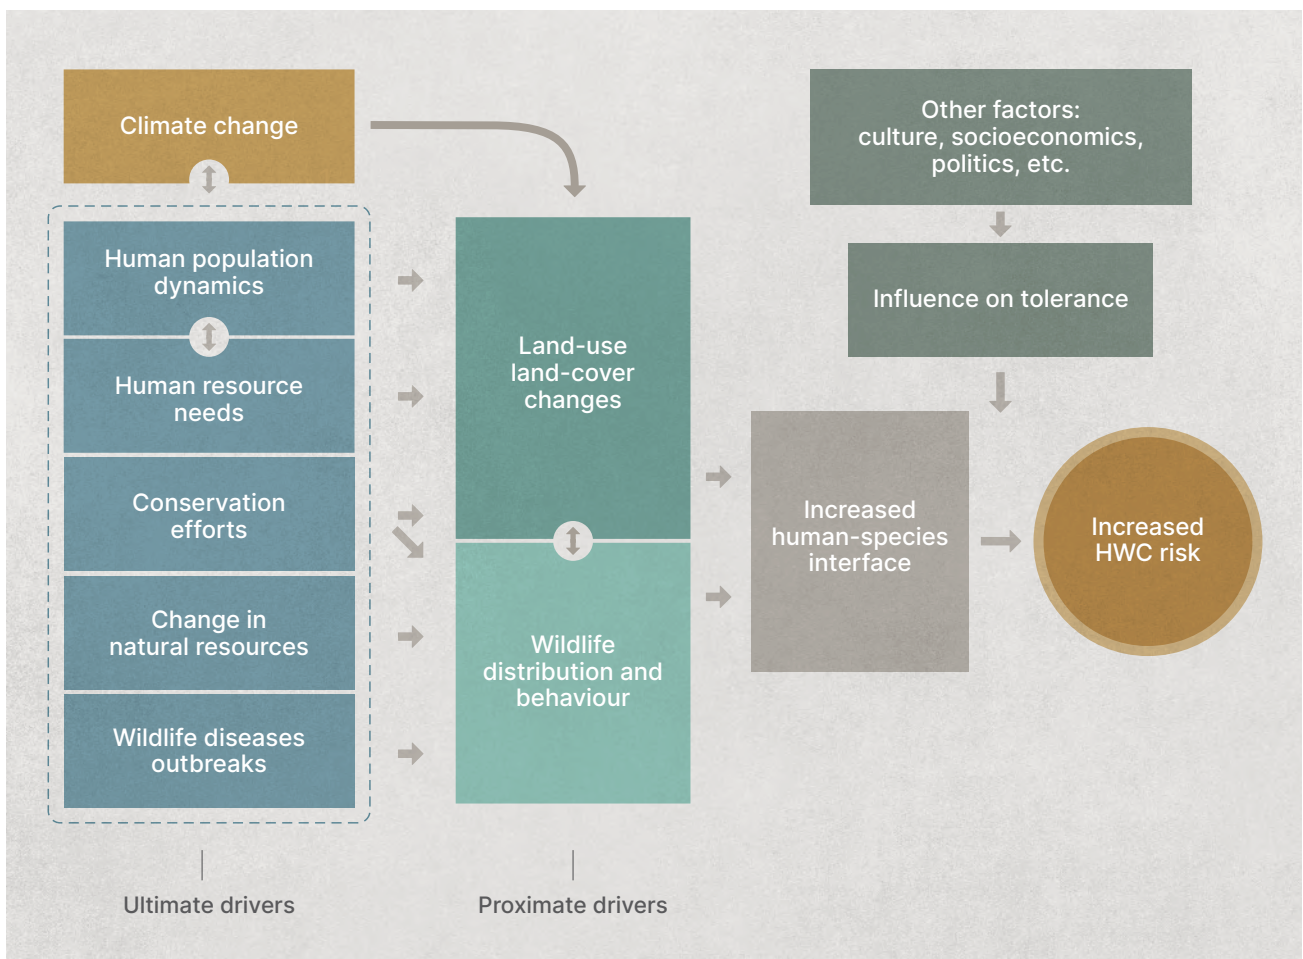 Climate change
Human population
dynamics
Human resource
needs
Conservation
efforts
Change in
natural resources
Wildlife diseases
outbreaks
Ultimate drivers
Land-use
land-cover
changes
Wildlife
distribution and
behaviour
Proximate drivers
Other factors:
culture, socioeconomics,
politics, etc.
Influence on tolerance
Increased
human-species
interface
Increased
HWC risk